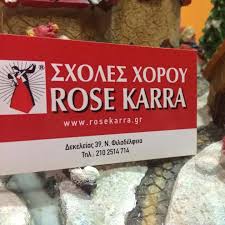 ΣΧΟΛΕΣ ΧΟΡΟΥ
ROSE KARRA
www.rosekarra.gr
Δεκελείας 39, Ν. Φιλαδέλφεια
Τηλ.: 210 2514 714